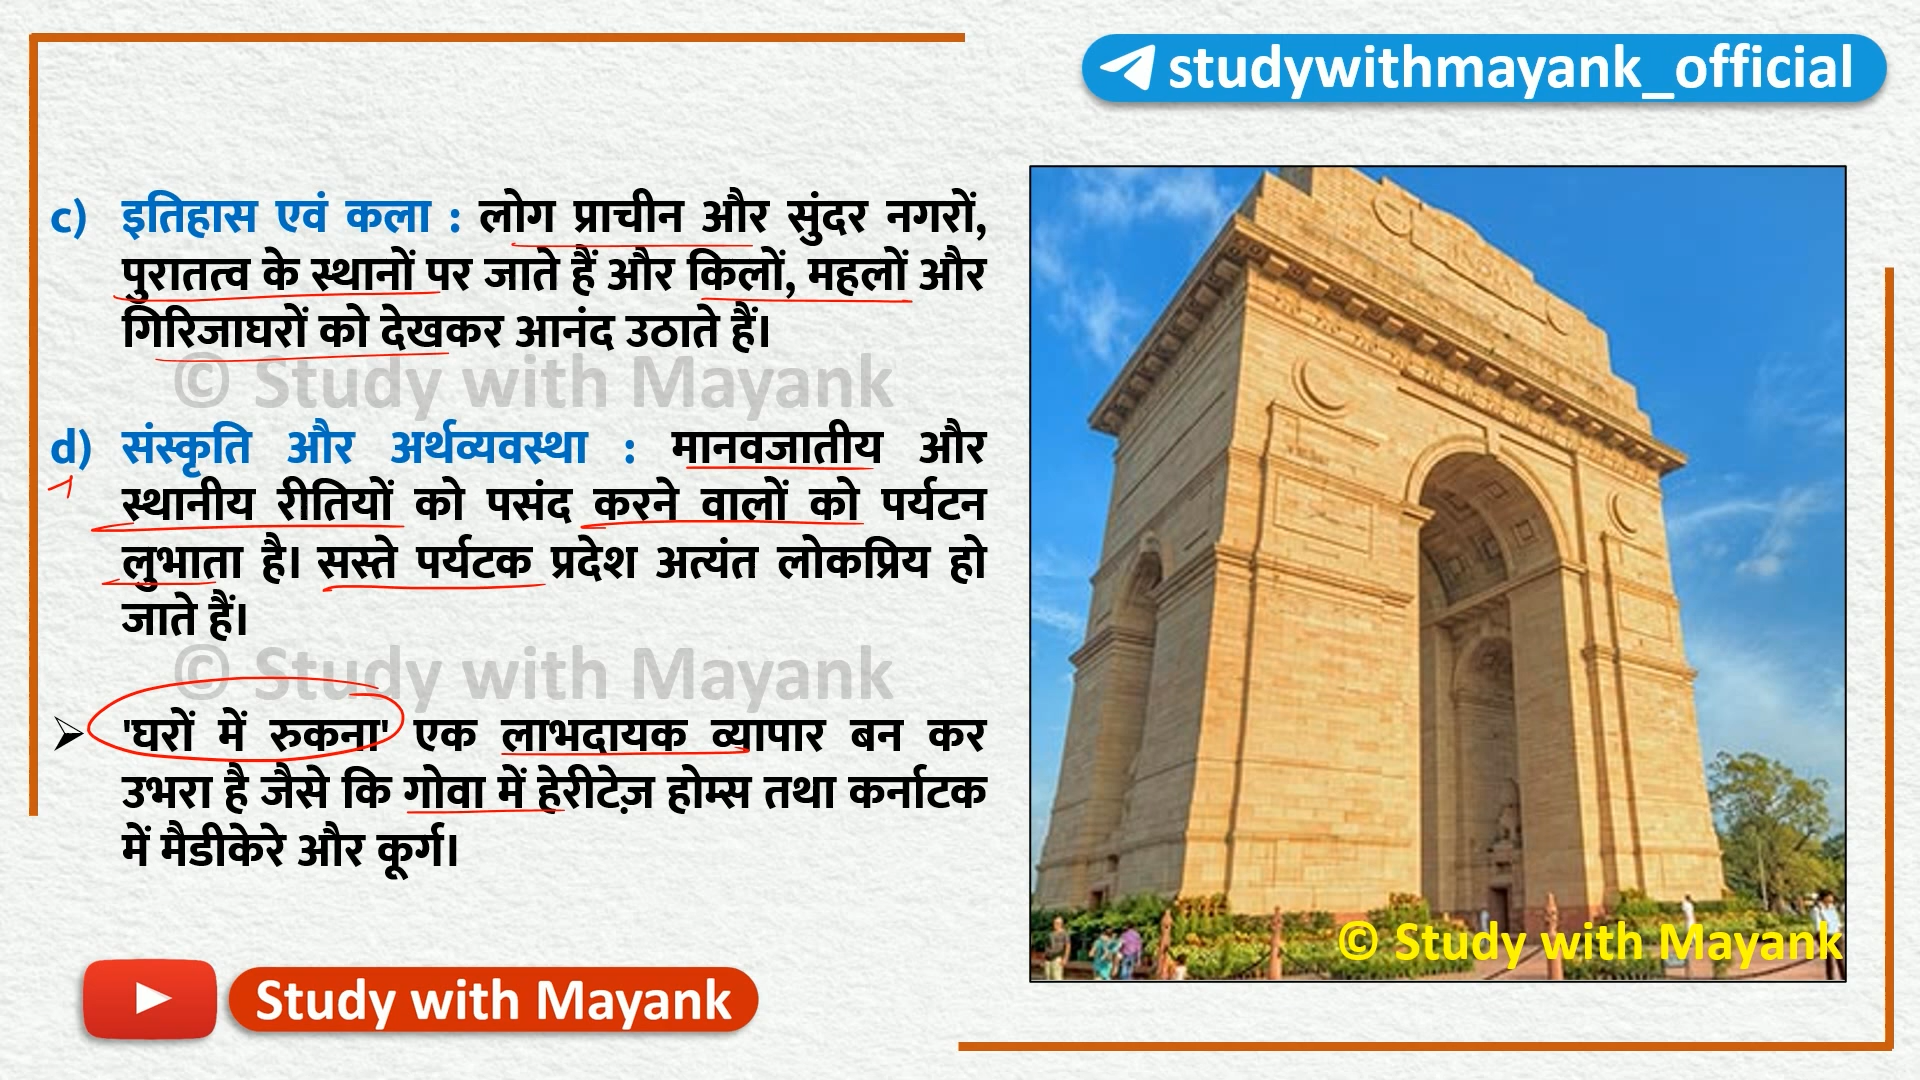 studywithmayank_official
c) इतिहास एवं कला : लोग प्राचीन और सुंदर नगरों,
पुरातत्व के स्थानों पर जाते हैं और किलों, महलों और
गिरिजाघरों को देखकर आनंद उठाते हैं।
© Study with Mayank
d) संस्कृति और अर्थव्यवस्था : मानवजातीय और
स्थानीय रीतियों को पसंद करने वालों को पर्यटन
लुभाता है। सस्ते पर्यटक प्रदेश अत्यंत लोकप्रिय हो
जाते हैं।
© Study with Mayank
➢ 'घरों में रुकना' एक लाभदायक व्यापार बन कर
उभरा है जैसे कि गोवा में हेरीटेज़ होम्स तथा कर्नाटक
में मैडीकेरे और कूर्ग।
INDIA
© Study with Mayank
Study with Mayank